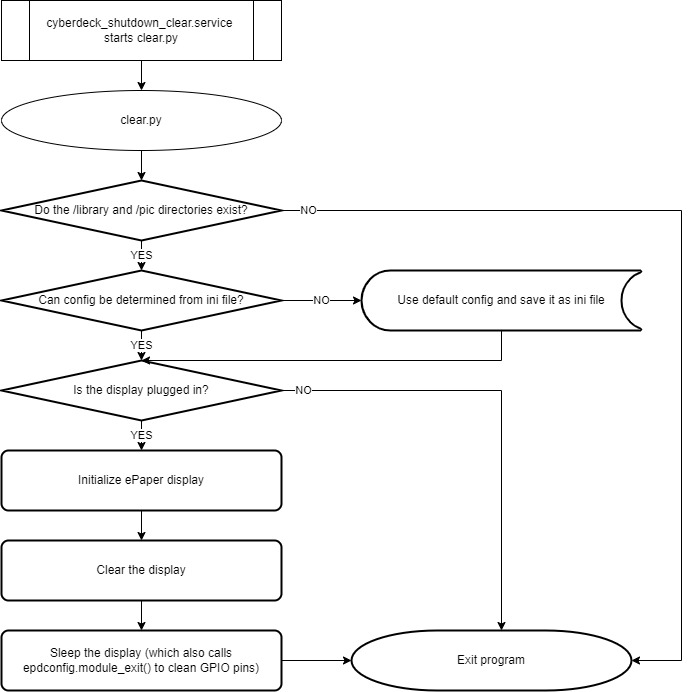 cyberdeck_shutdown_clear.service
starts clear.py
clear.py
Do the /library and /pic directories exist?
NO
YES
Can config be determined from ini file?
NO
Use default config and save it as ini file
YES
Is the display plugged in?
NO
YES
Initialize ePaper display
Clear the display
Sleep the display (which also calls
epdconfig.module_exit() to clean GPIO pins)
Exit program